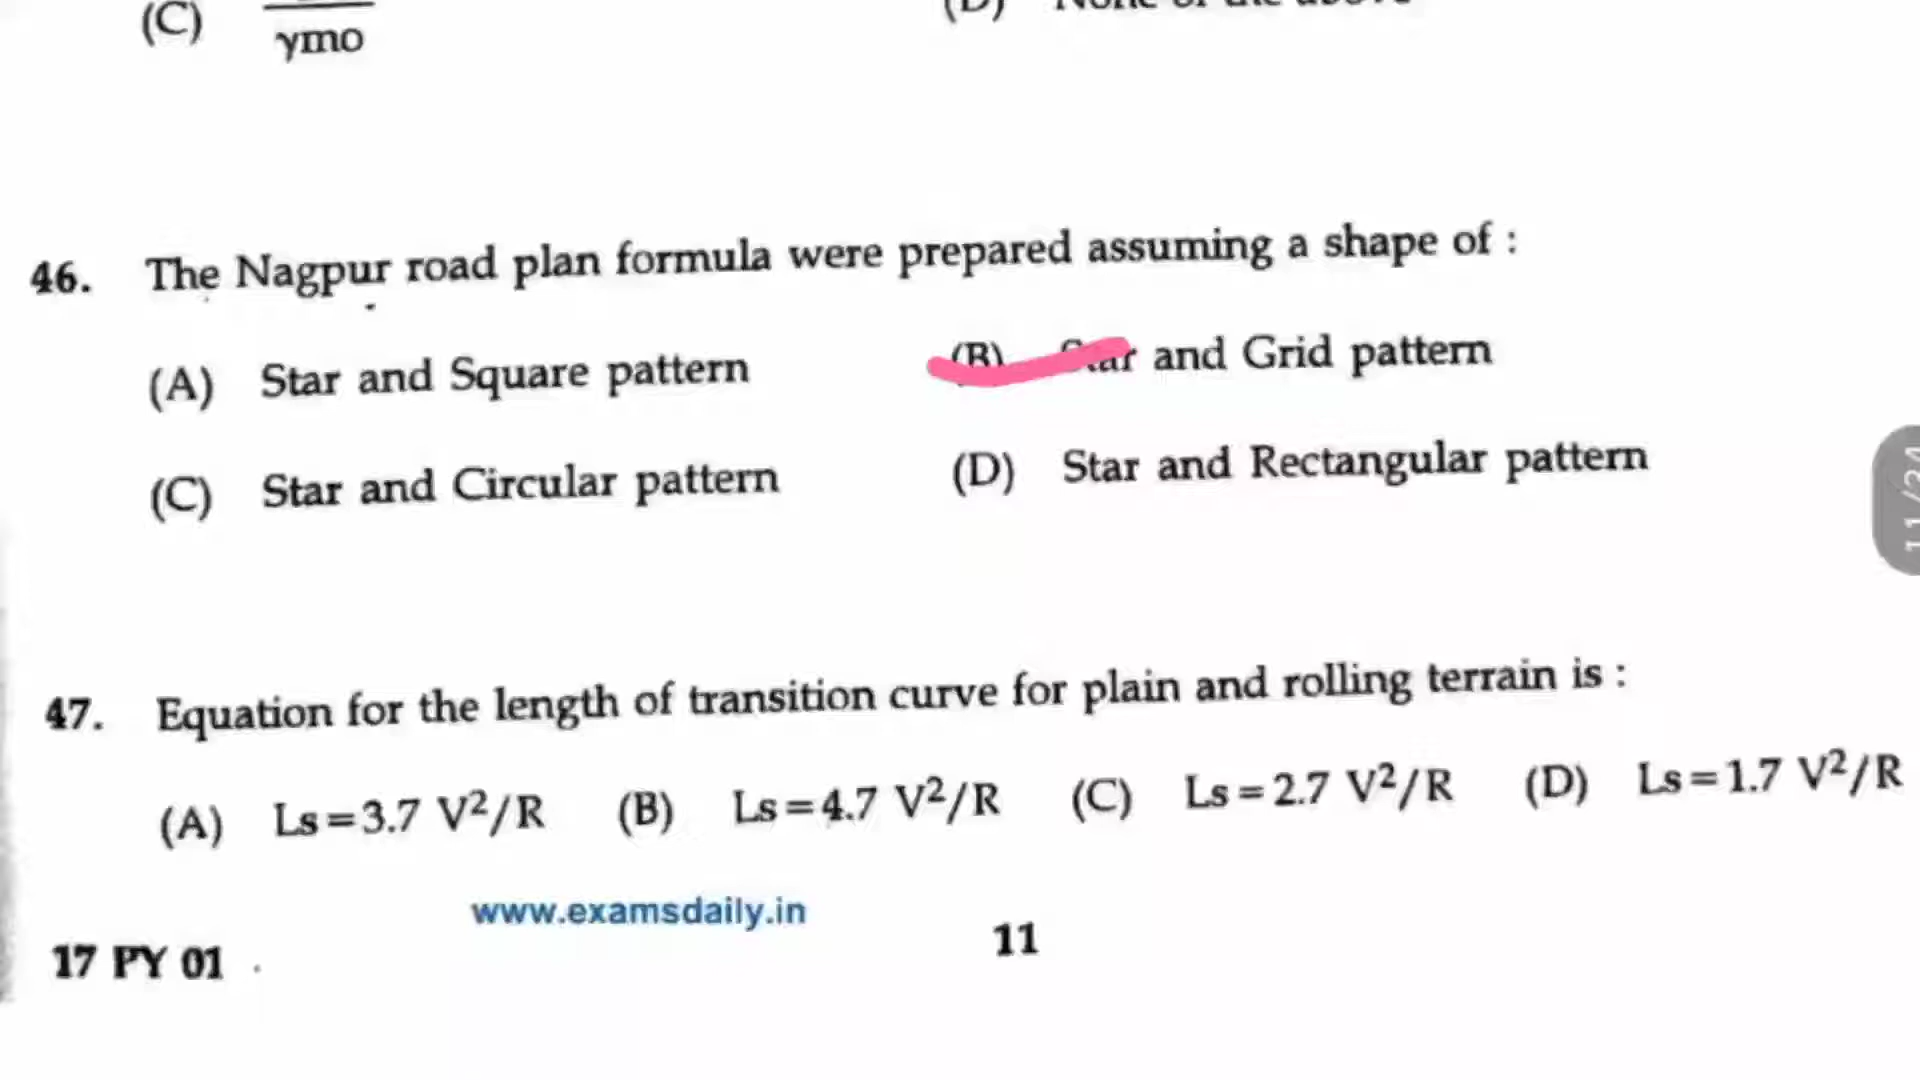 (C) γmo
46. The Nagpur road plan formula were prepared assuming a shape of :
(A) Star and Square pattern (B) Star and Grid pattern
(C) Star and Circular pattern (D) Star and Rectangular pattern
47. Equation for the length of transition curve for plain and rolling terrain is :
(A) Ls=3.7 V²/R (B) Ls=4.7 V²/R (C) Ls=2.7 V²/R (D) Ls=1.7 V²/R
www.examsdaily.in
17 PY 01 11